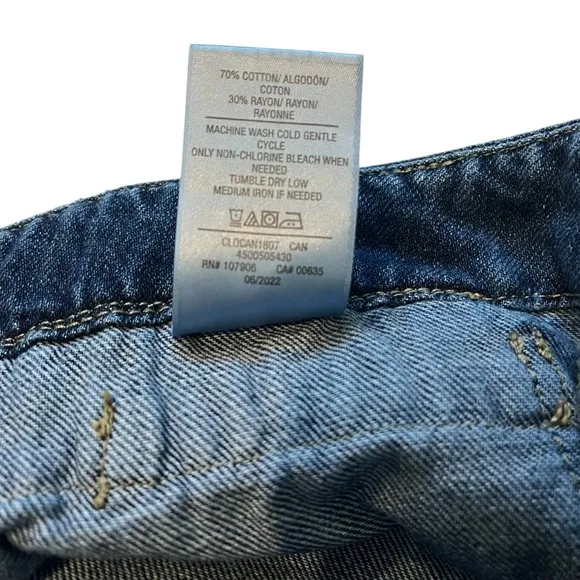 70% COTTON/ ALGODÓN/
COTON
30% RAYON/ RAYON/
RAYONNE
MACHINE WASH COLD GENTLE
CYCLE
ONLY NON-CHLORINE BLEACH WHEN
NEEDED
TUMBLE DRY LOW
MEDIUM IRON IF NEEDED
CLDCAN1807 CAN
4500505430
RN# 107906 CA# 00635
06/2022